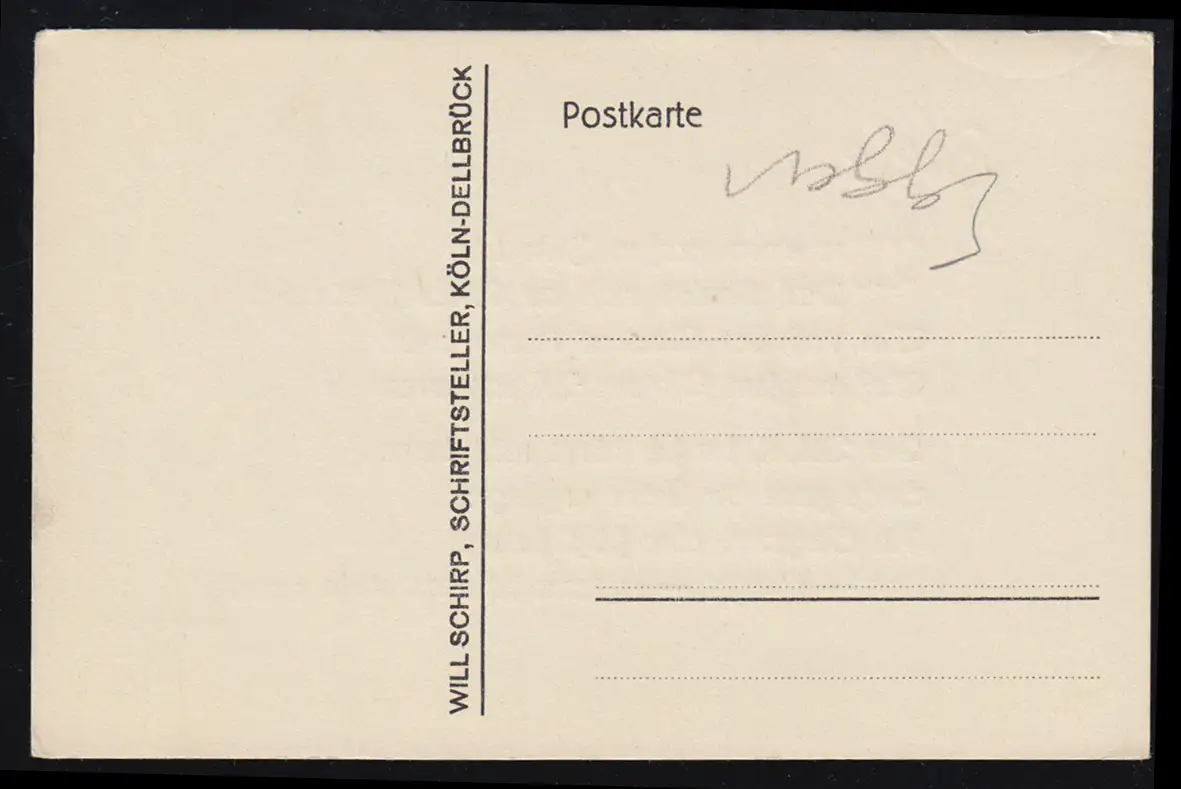 WILL SCHIRP, SCHRIFTSTELLER, KÖLN-DELLBRÜCK
Postkarte